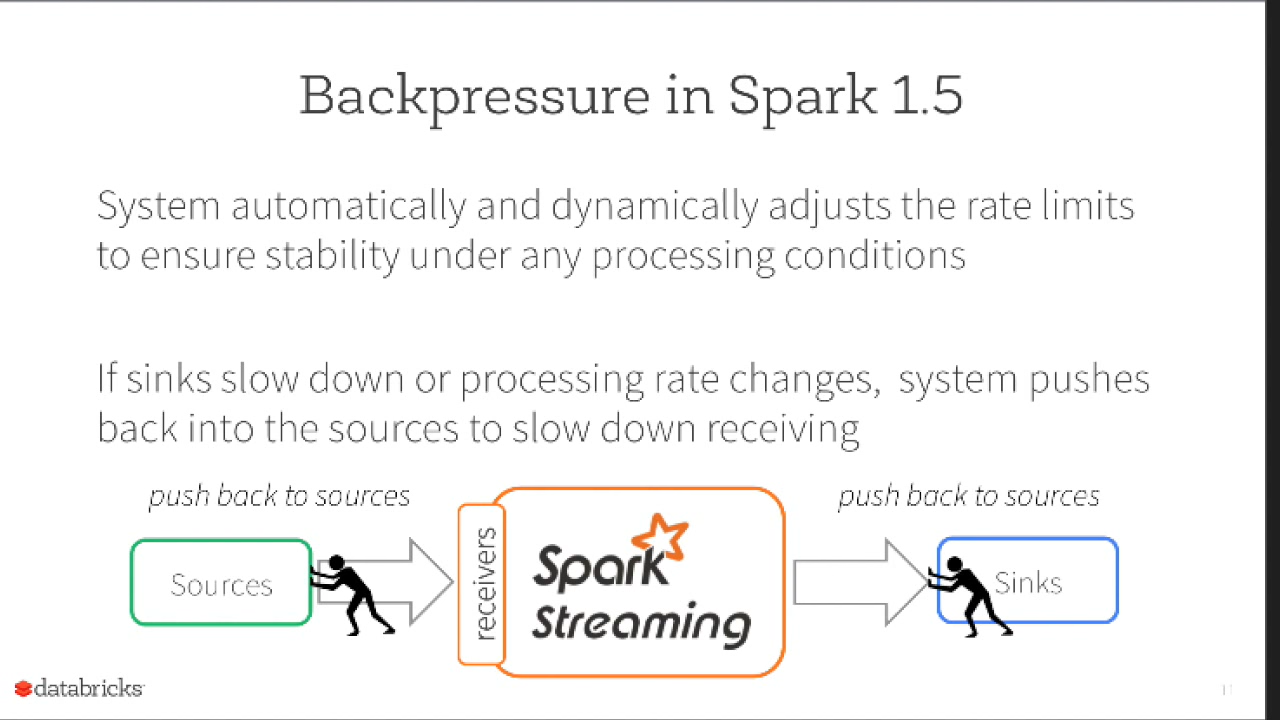 Backpressure in Spark 1.5
System automatically and dynamically adjusts the rate limits
to ensure stability under any processing conditions
If sinks slow down or processing rate changes, system pushes
back into the sources to slow down receiving
push back to sources
push back to sources
Sources
receivers
Spark
Streaming
Sinks
databricks
11